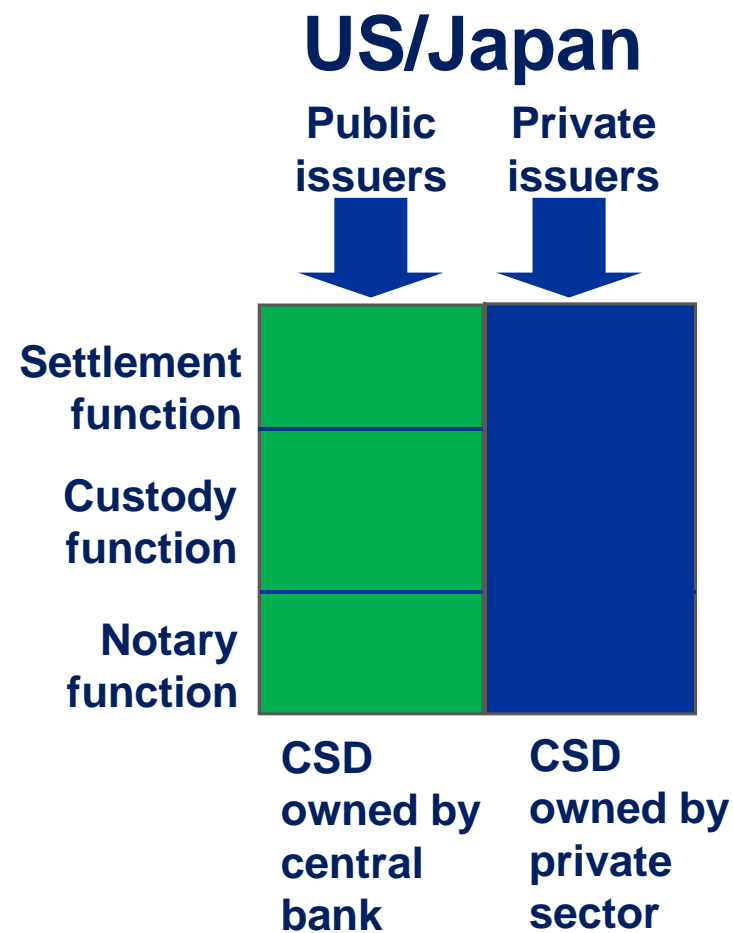 US/Japan
Public
issuers
Private
issuers
Settlement
function
Custody
function
Notary
function
CSD
owned by
central
bank
CSD
owned by
private
sector